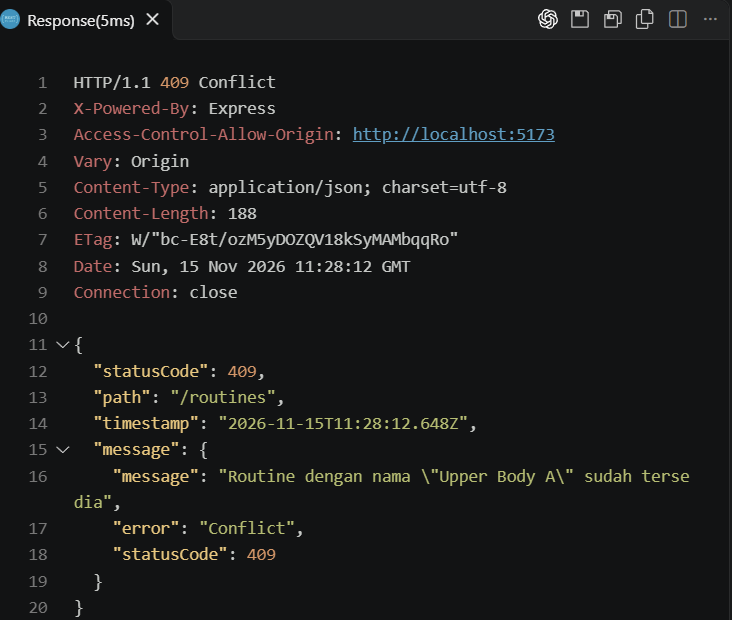 Response(5ms)
1 HTTP/1.1 409 Conflict
2 X-Powered-By: Express
3 Access-Control-Allow-Origin: http://localhost:5173
4 Vary: Origin
5 Content-Type: application/json; charset=utf-8
6 Content-Length: 188
7 ETag: W/"bc-E8t/ozM5yDOZQV18kSyMAMbqqRo"
8 Date: Sun, 15 Nov 2026 11:28:12 GMT
9 Connection: close
10
11 {
12 "statusCode": 409,
13 "path": "/routines",
14 "timestamp": "2026-11-15T11:28:12.648Z",
15 "message": {
16 "message": "Routine dengan nama \"Upper Body A\" sudah terse
dia",
17 "error": "Conflict",
18 "statusCode": 409
19 }
20 }